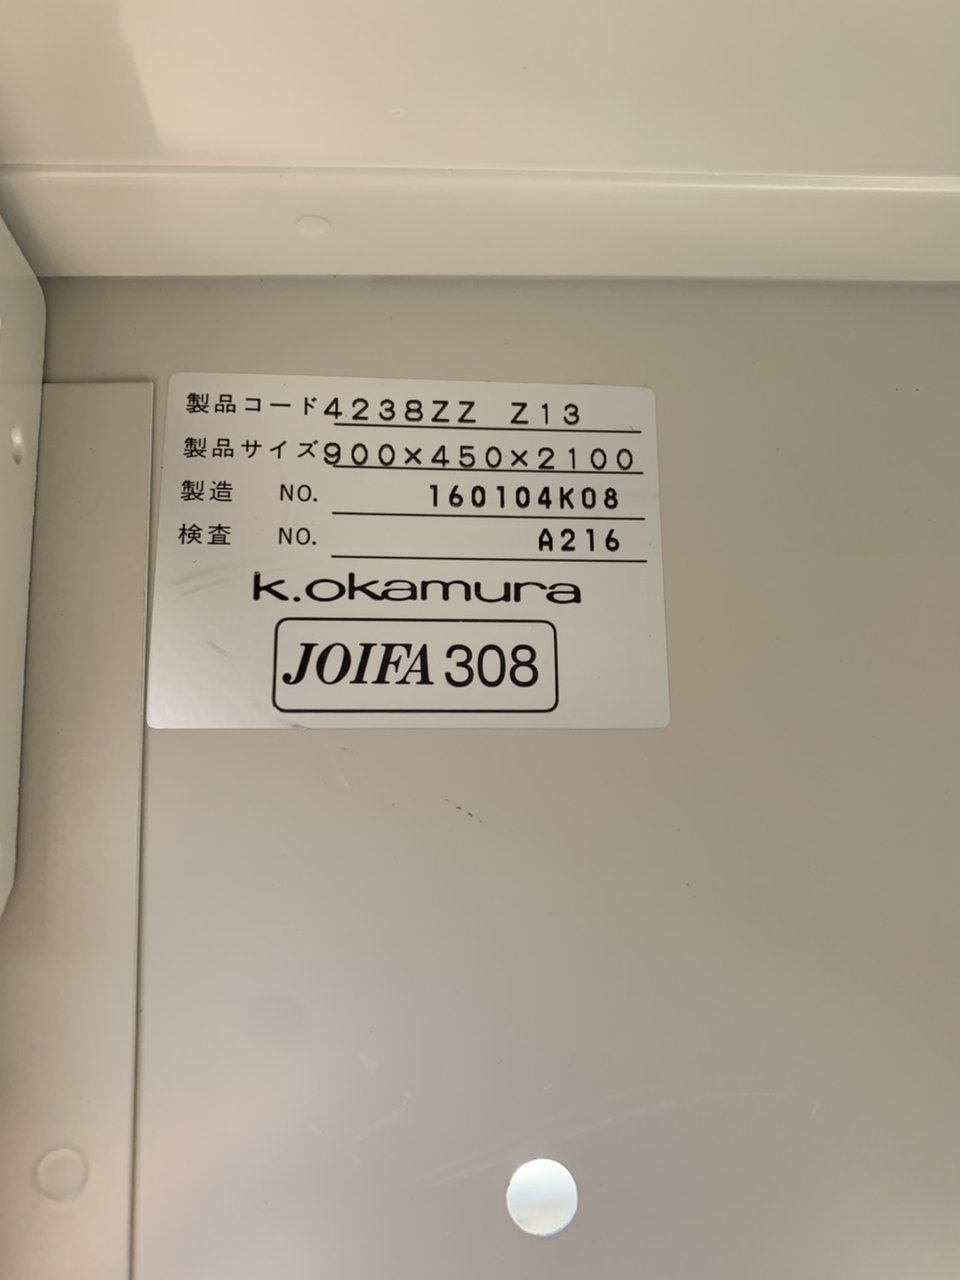 製品コード4238ZZ Z13
製品サイズ900×450×2100
製造 NO. 160104K08
検査 NO. A216
k.okamura
JOIFA 308